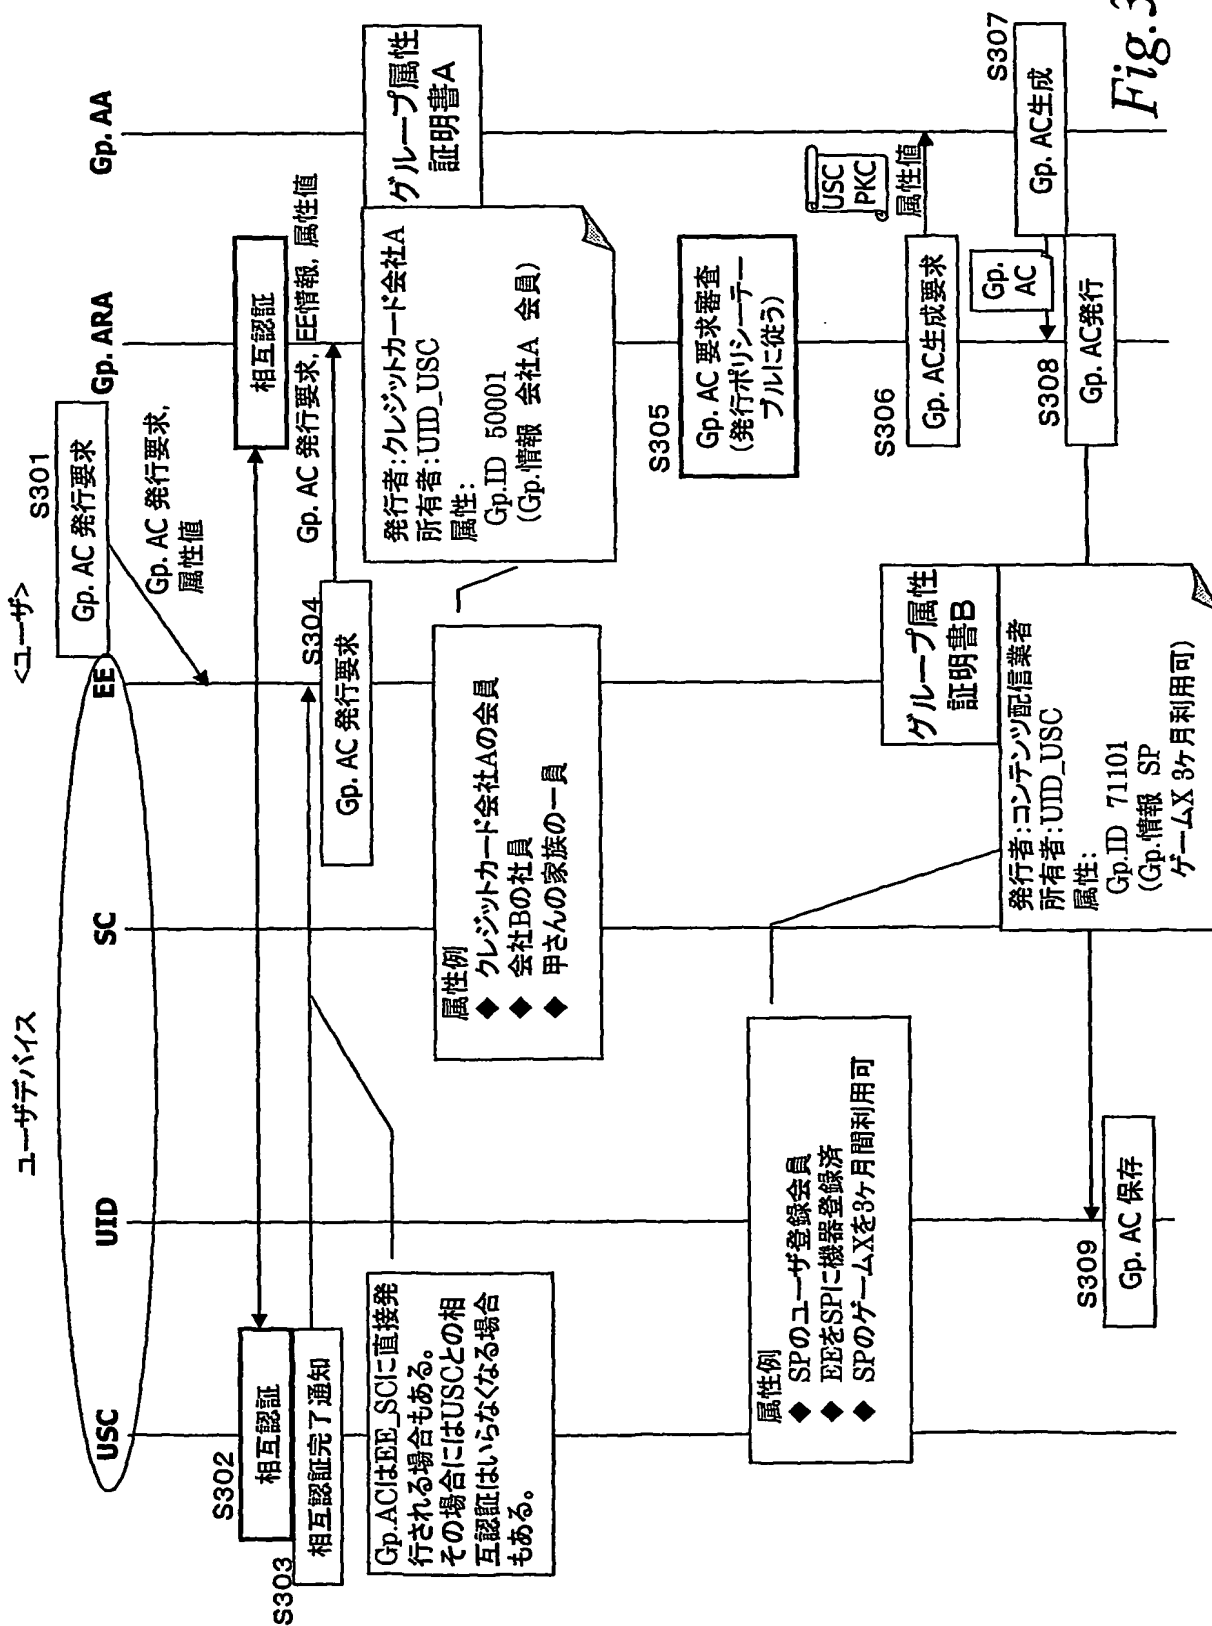 ユーザデバイス
<ユーザ>
USC
UID
SC
EE
Gp. ARA
Gp. AA
S301
Gp. AC 発行要求
Gp. AC 発行要求,
属性値
S302
相互認証
相互認証
S303
相互認証完了通知
S304
Gp. AC 発行要求
Gp. AC 発行要求, EE情報, 属性値
Gp.ACはEE_SCに直接発
行される場合もある。
その場合にはUSCとの相
互認証はいらなくなる場合
もある。
グループ属性
証明書A
発行者:クレジットカード会社A
所有者:UID_USC
属性:
Gp.ID 50001
(Gp.情報 会社A 会員)
属性例
◆ クレジットカード会社Aの会員
◆ 会社Bの社員
◆ 甲さんの家族の一員
S305
Gp. AC 要求審査
(発行ポリシーテー
ブルに従う)
USC
PKC
属性値
S306
Gp. AC生成要求
S307
Gp. AC生成
Gp.
AC
S308
Gp. AC発行
グループ属性
証明書B
発行者:コンテンツ配信業者
所有者:UID_USC
属性:
Gp.ID 71101
(Gp.情報 SP
ゲームX 3ヶ月利用可)
属性例
◆ SPのユーザ登録会員
◆ EEをSPに機器登録済
◆ SPのゲームXを3ヶ月間利用可
S309
Gp. AC 保存